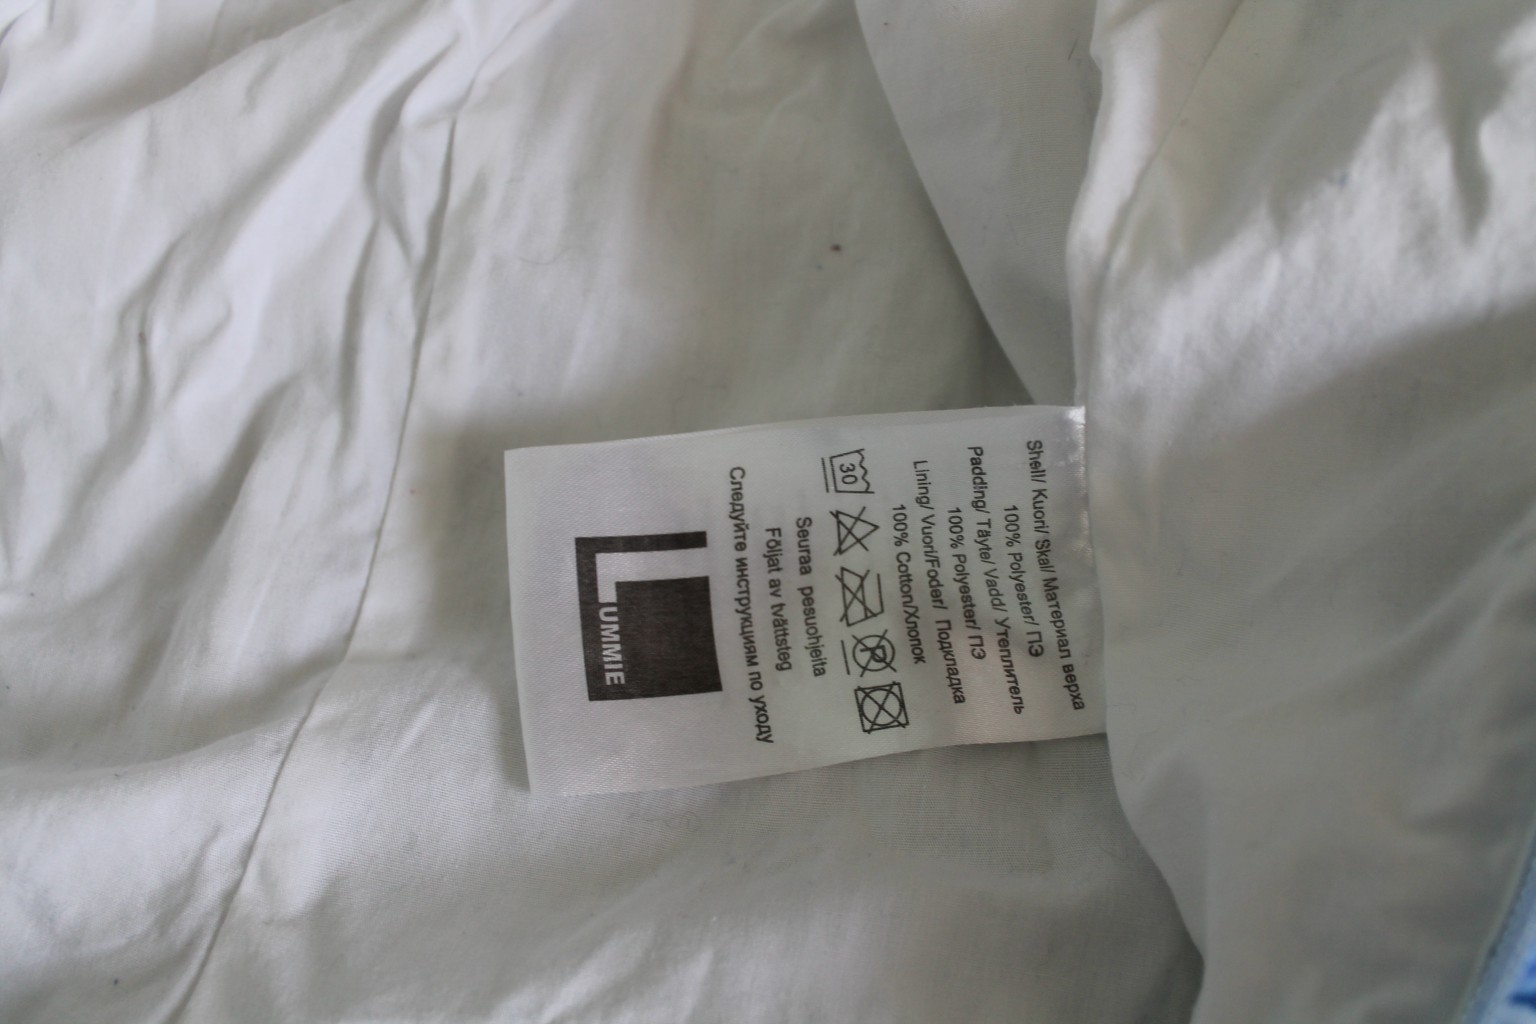 Shell/ Kuori/ Skal/ Материал верха
100% Polyester/ ПЭ
Padding/ Täyte/ Vadd/ Утеплитель
100% Polyester/ ПЭ
Lining/ Vuori/Foder/ Подкладка
100% Cotton/Хлопок
30
P
Seuraa pesuohjeita
Följat av tvättsteg
Следуйте инструкциям по уходу
LUMMIE